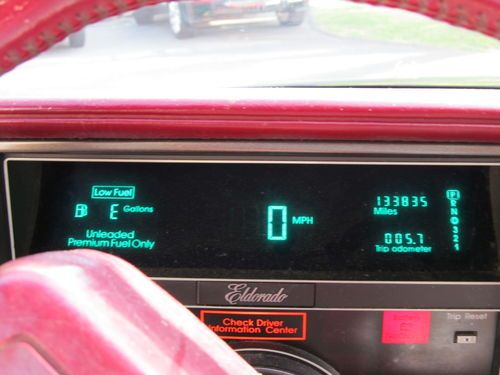 Low Fuel
E Gallons
Unleaded
Premium Fuel Only
0 MPH
133835
Miles
005.7
Trip odometer
P
R
N
D
3
2
1
Eldorado
Check Driver
Information Center
Trip Reset